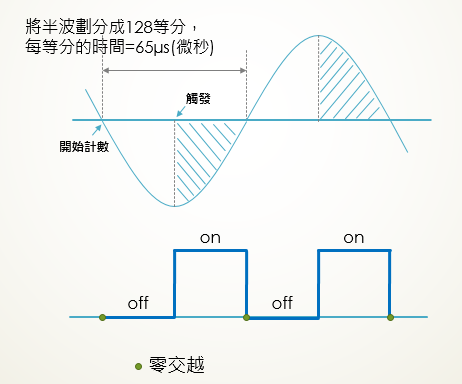 將半波劃分成128等分，
每等分的時間=65μs(微秒)
觸發
開始計數
on
on
off
off
零交越